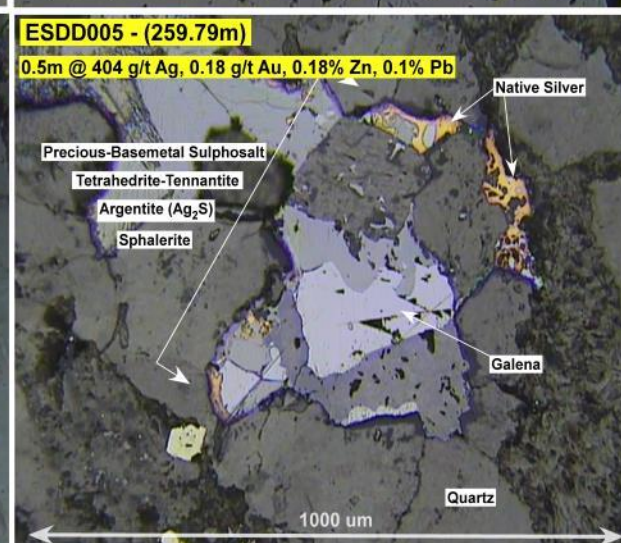 ESDD005 - (259.79m)
0.5m @ 404 g/t Ag, 0.18 g/t Au, 0.18% Zn, 0.1% Pb
Native Silver
Precious-Basemetal Sulphosalt
Tetrahedrite-Tennantite
Argentite (Ag₂S)
Sphalerite
Galena
Quartz
1000 um